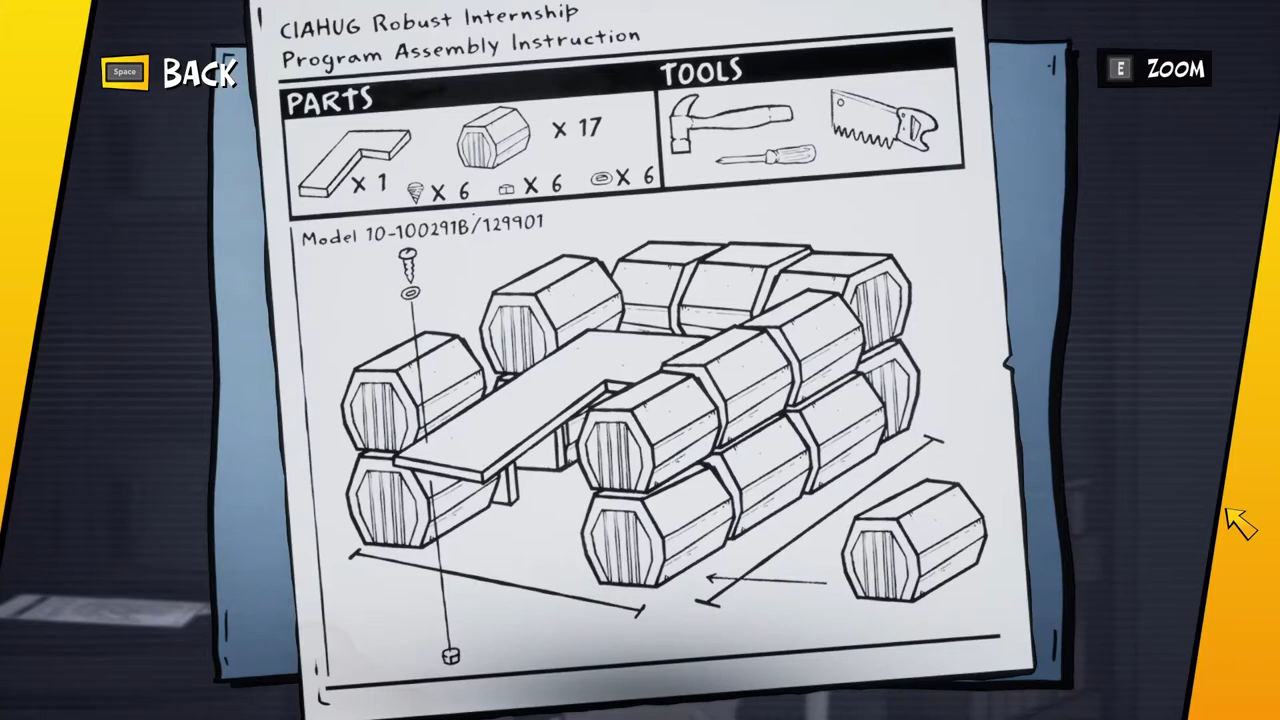 CIAHUG Robust Internship
Program Assembly Instruction
Space BACK
E ZOOM
PARTS
TOOLS
X 17
X 1
X 6
X 6
X 6
Model 10-100291B/129901